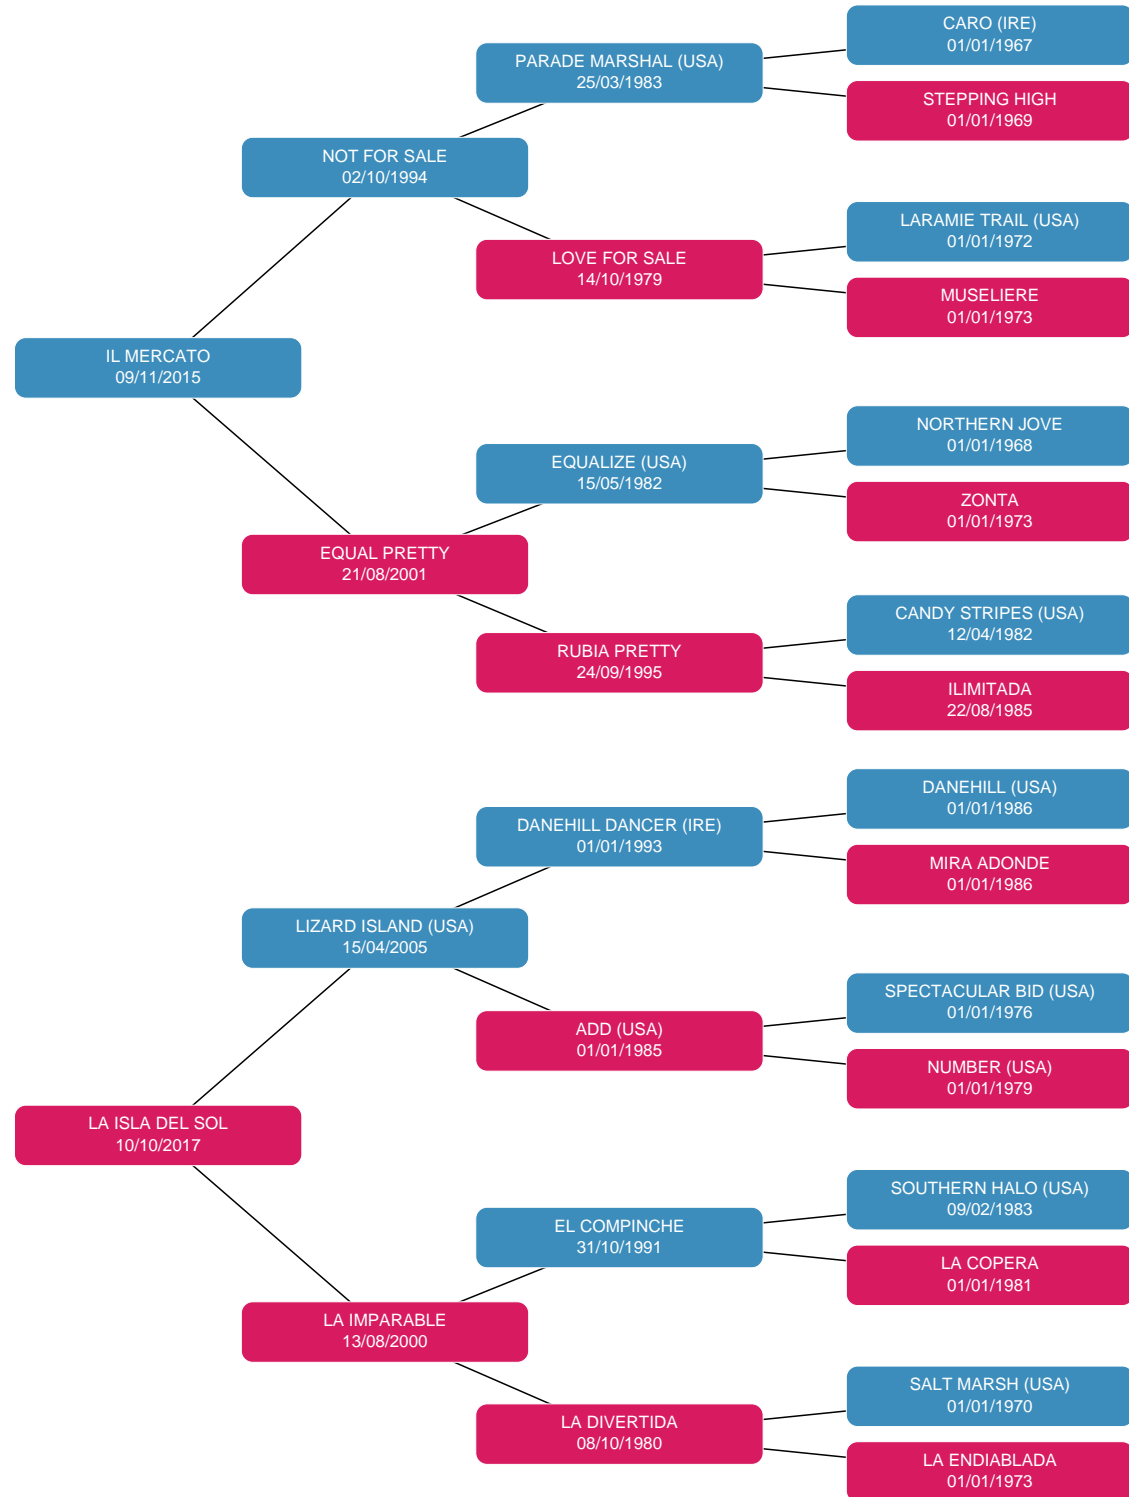 CARO (IRE)
01/01/1967
PARADE MARSHAL (USA)
25/03/1983
STEPPING HIGH
01/01/1969
NOT FOR SALE
02/10/1994
LARAMIE TRAIL (USA)
01/01/1972
LOVE FOR SALE
14/10/1979
MUSELIERE
01/01/1973
IL MERCATO
09/11/2015
NORTHERN JOVE
01/01/1968
EQUALIZE (USA)
15/05/1982
ZONTA
01/01/1973
EQUAL PRETTY
21/08/2001
CANDY STRIPES (USA)
12/04/1982
RUBIA PRETTY
24/09/1995
ILIMITADA
22/08/1985
DANEHILL (USA)
01/01/1986
DANEHILL DANCER (IRE)
01/01/1993
MIRA ADONDE
01/01/1986
LIZARD ISLAND (USA)
15/04/2005
SPECTACULAR BID (USA)
01/01/1976
ADD (USA)
01/01/1985
NUMBER (USA)
01/01/1979
LA ISLA DEL SOL
10/10/2017
SOUTHERN HALO (USA)
09/02/1983
EL COMPINCHE
31/10/1991
LA COPERA
01/01/1981
LA IMPARABLE
13/08/2000
SALT MARSH (USA)
01/01/1970
LA DIVERTIDA
08/10/1980
LA ENDIABLADA
01/01/1973